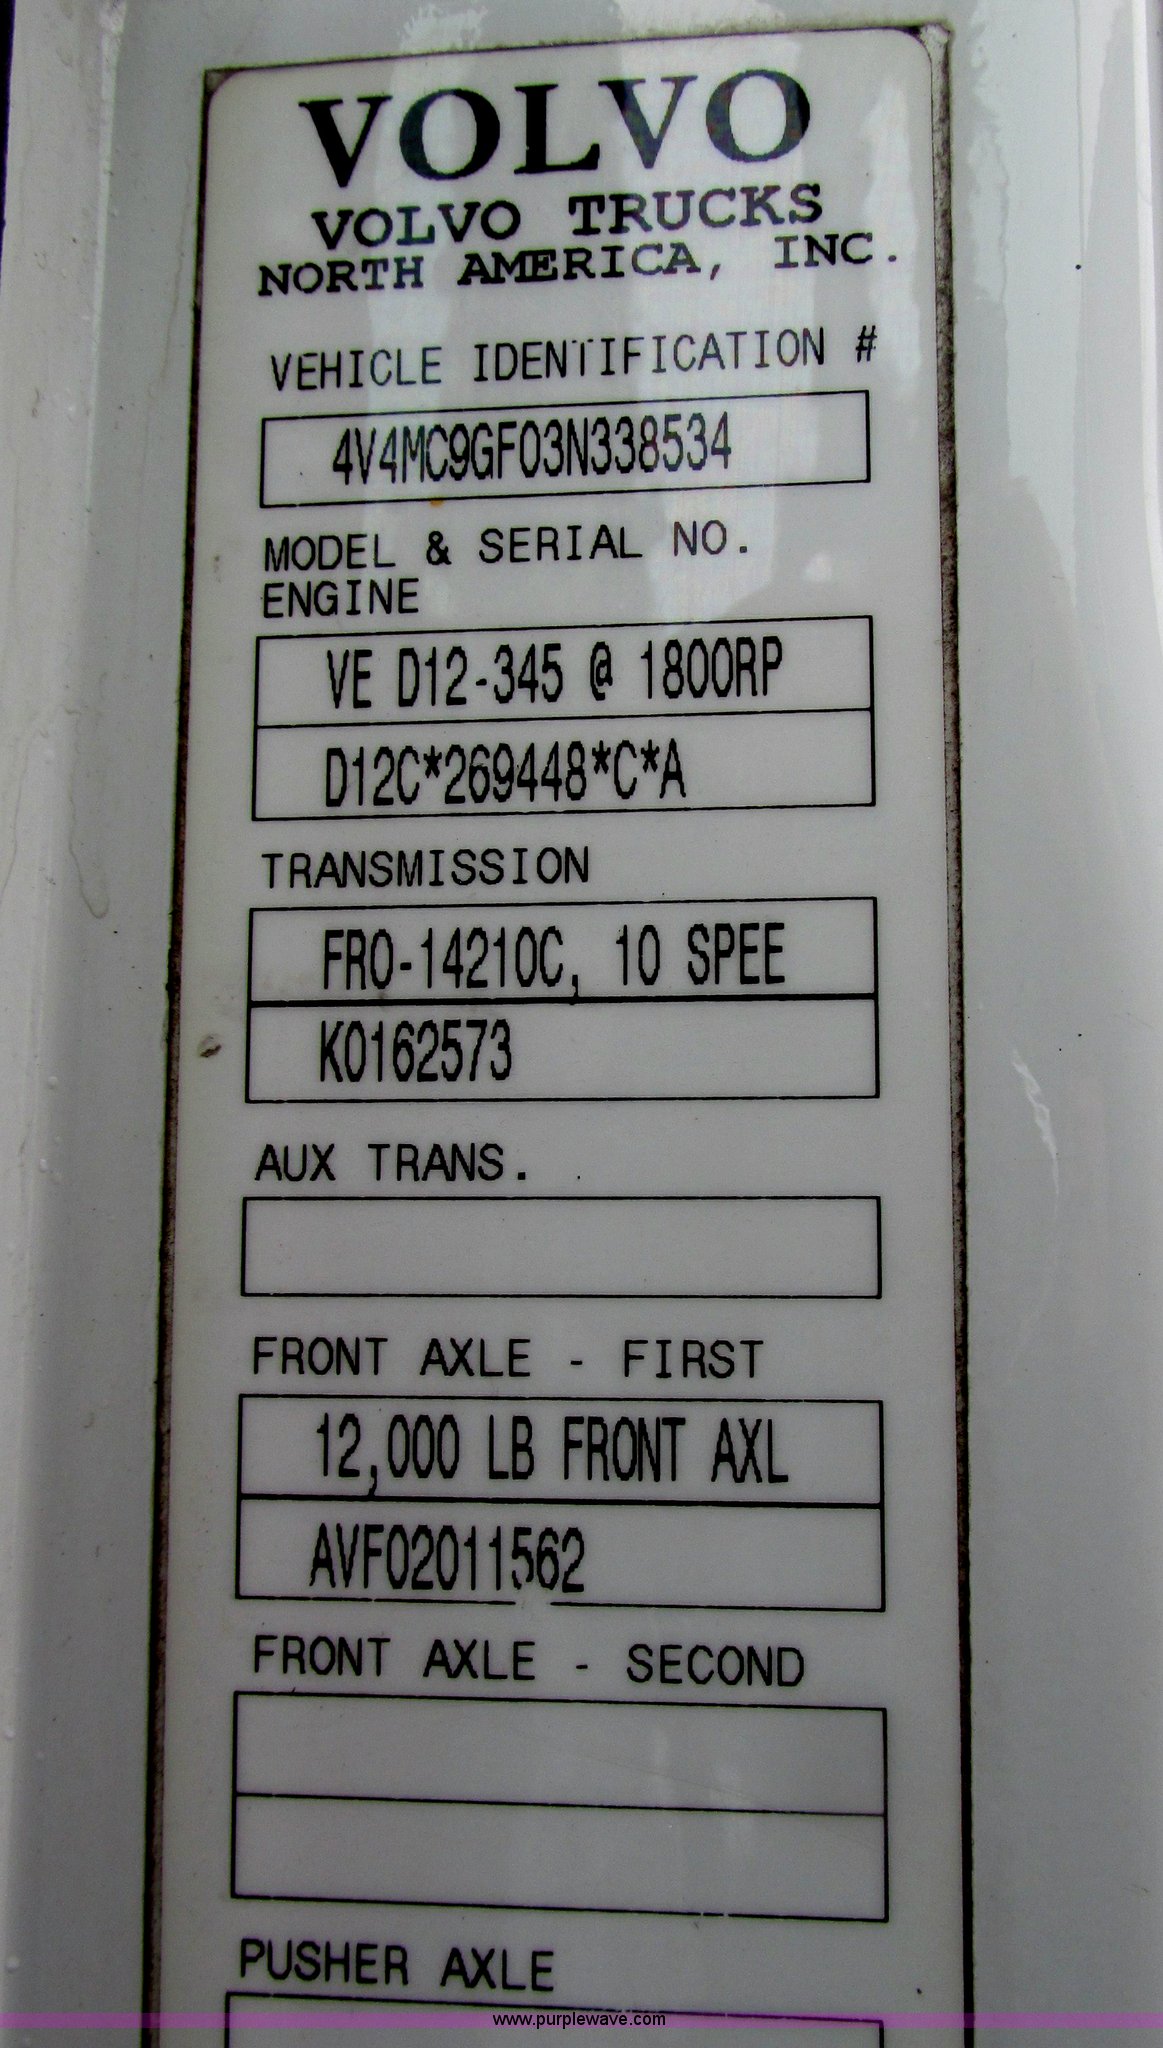 VOLVO
VOLVO TRUCKS
NORTH AMERICA, INC.
VEHICLE IDENTIFICATION #
4V4MC9GF03N338534
MODEL & SERIAL NO.
ENGINE
VE D12-345 @ 1800RP
D12C*269448*C*A
TRANSMISSION
FRO-14210C, 10 SPEE
K0162573
AUX TRANS.
FRONT AXLE - FIRST
12,000 LB FRONT AXL
AVF02011562
FRONT AXLE - SECOND
PUSHER AXLE
www.purplewave.com